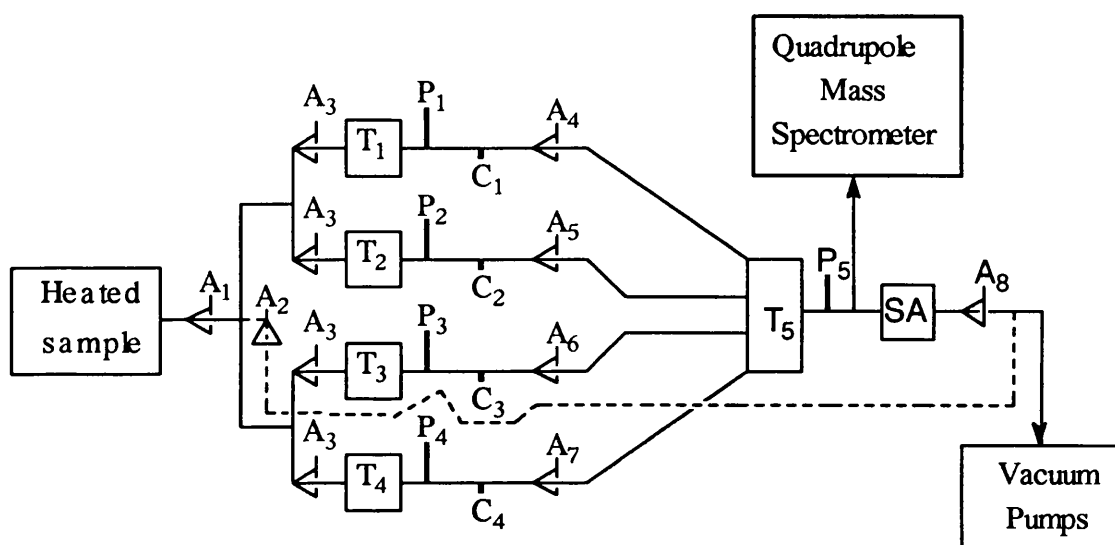 Quadrupole
Mass
Spectrometer
A₃
P₁
A₄
T₁
C₁
A₃
P₂
A₅
T₂
C₂
P₅
A₈
Heated
sample
A₁
A₂
T₅
SA
A₃
P₃
A₆
T₃
C₃
A₃
P₄
A₇
T₄
C₄
Vacuum
Pumps